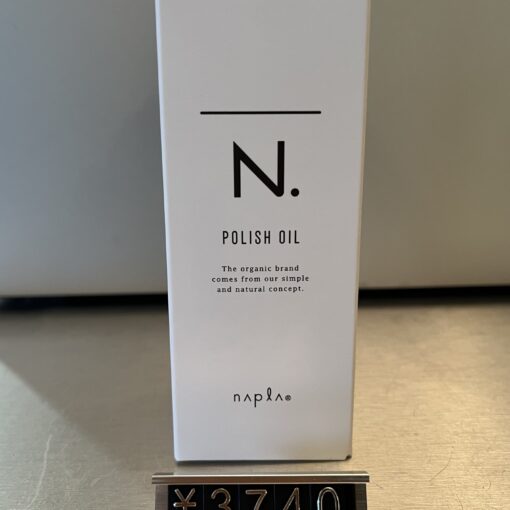 N.
POLISH OIL
The organic brand
comes from our simple
and natural concept.
napla®
¥3740